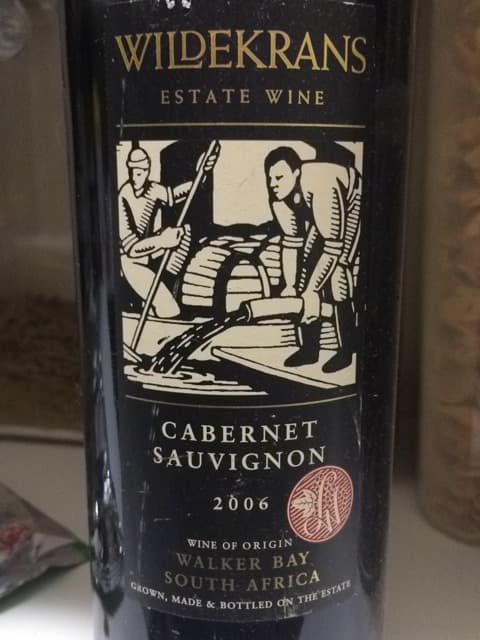 WILDEKRANS
ESTATE WINE
CABERNET
SAUVIGNON
2006
WINE OF ORIGIN
WALKER BAY
SOUTH AFRICA
GROWN, MADE & BOTTLED ON THE ESTATE